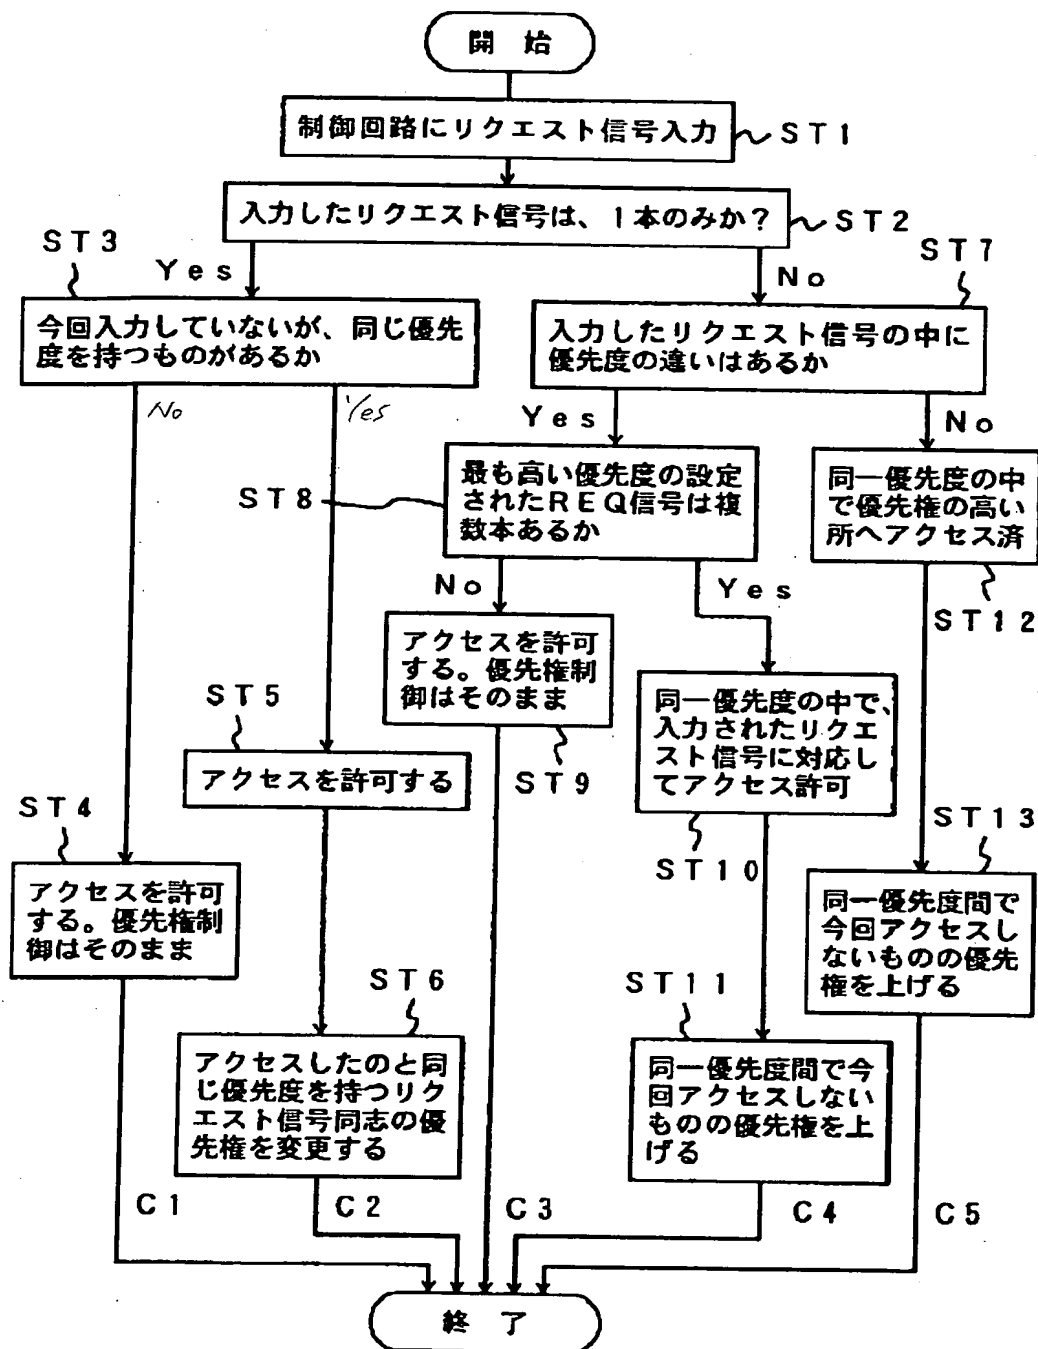 開 始
制御回路にリクエスト信号入力
ST1
入力したリクエスト信号は、1本のみか?
ST2
ST3
Yes
No
ST7
今回入力していないが、同じ優先
度を持つものがあるか
入力したリクエスト信号の中に
優先度の違いはあるか
No
Yes
Yes
No
ST8
最も高い優先度の設定
されたREQ信号は複
数本あるか
同一優先度の中
で優先権の高い
所へアクセス済
No
Yes
ST12
アクセスを許可
する。優先権制
御はそのまま
ST9
同一優先度の中で、
入力されたリクエ
スト信号に対応し
てアクセス許可
ST10
ST5
アクセスを許可する
ST4
アクセスを許可
する。優先権制
御はそのまま
ST13
同一優先度間で
今回アクセスし
ないものの優先
権を上げる
ST6
アクセスしたのと同
じ優先度を持つリク
エスト信号同志の優
先権を変更する
ST11
同一優先度間で今
回アクセスしない
ものの優先権を上
げる
C1
C2
C3
C4
C5
終 了